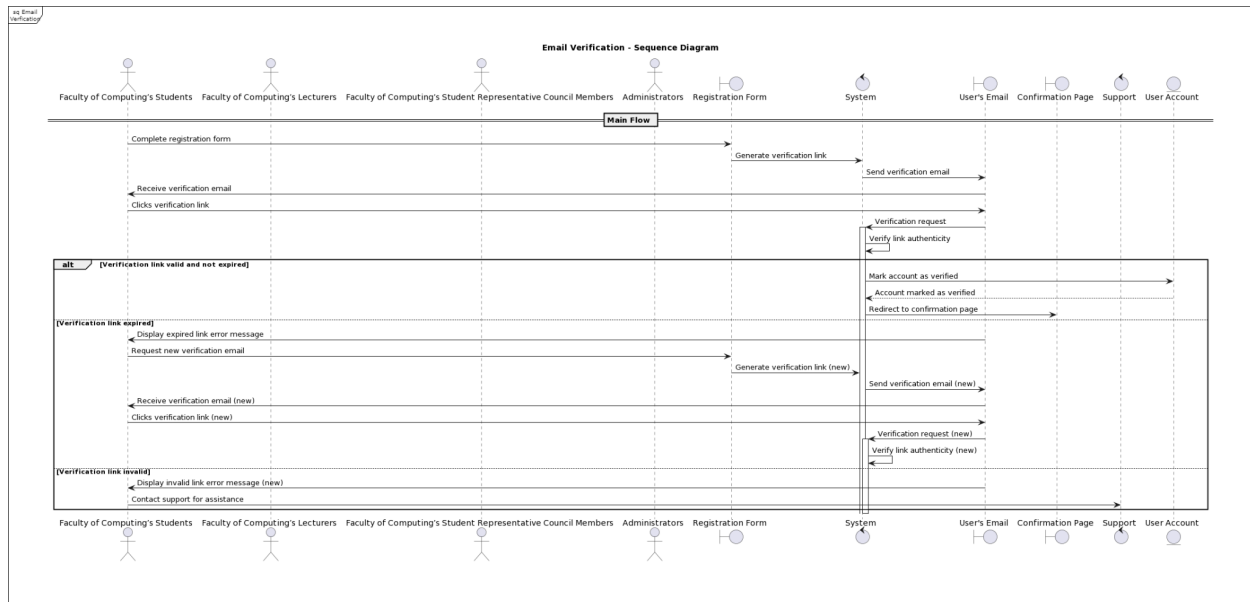 sq Email
Verfication
Email Verification - Sequence Diagram
Faculty of Computing's Students Faculty of Computing's Lecturers Faculty of Computing's Student Representative Council Members Administrators Registration Form System User's Email Confirmation Page Support User Account
Main Flow
Complete registration form
Generate verification link
Send verification email
Receive verification email
Clicks verification link
Verification request
Verify link authenticity
alt [Verification link valid and not expired]
Mark account as verified
Account marked as verified
Redirect to confirmation page
[Verification link expired]
Display expired link error message
Request new verification email
Generate verification link (new)
Send verification email (new)
Receive verification email (new)
Clicks verification link (new)
Verification request (new)
Verify link authenticity (new)
[Verification link invalid]
Display invalid link error message (new)
Contact support for assistance
Faculty of Computing's Students Faculty of Computing's Lecturers Faculty of Computing's Student Representative Council Members Administrators Registration Form System User's Email Confirmation Page Support User Account